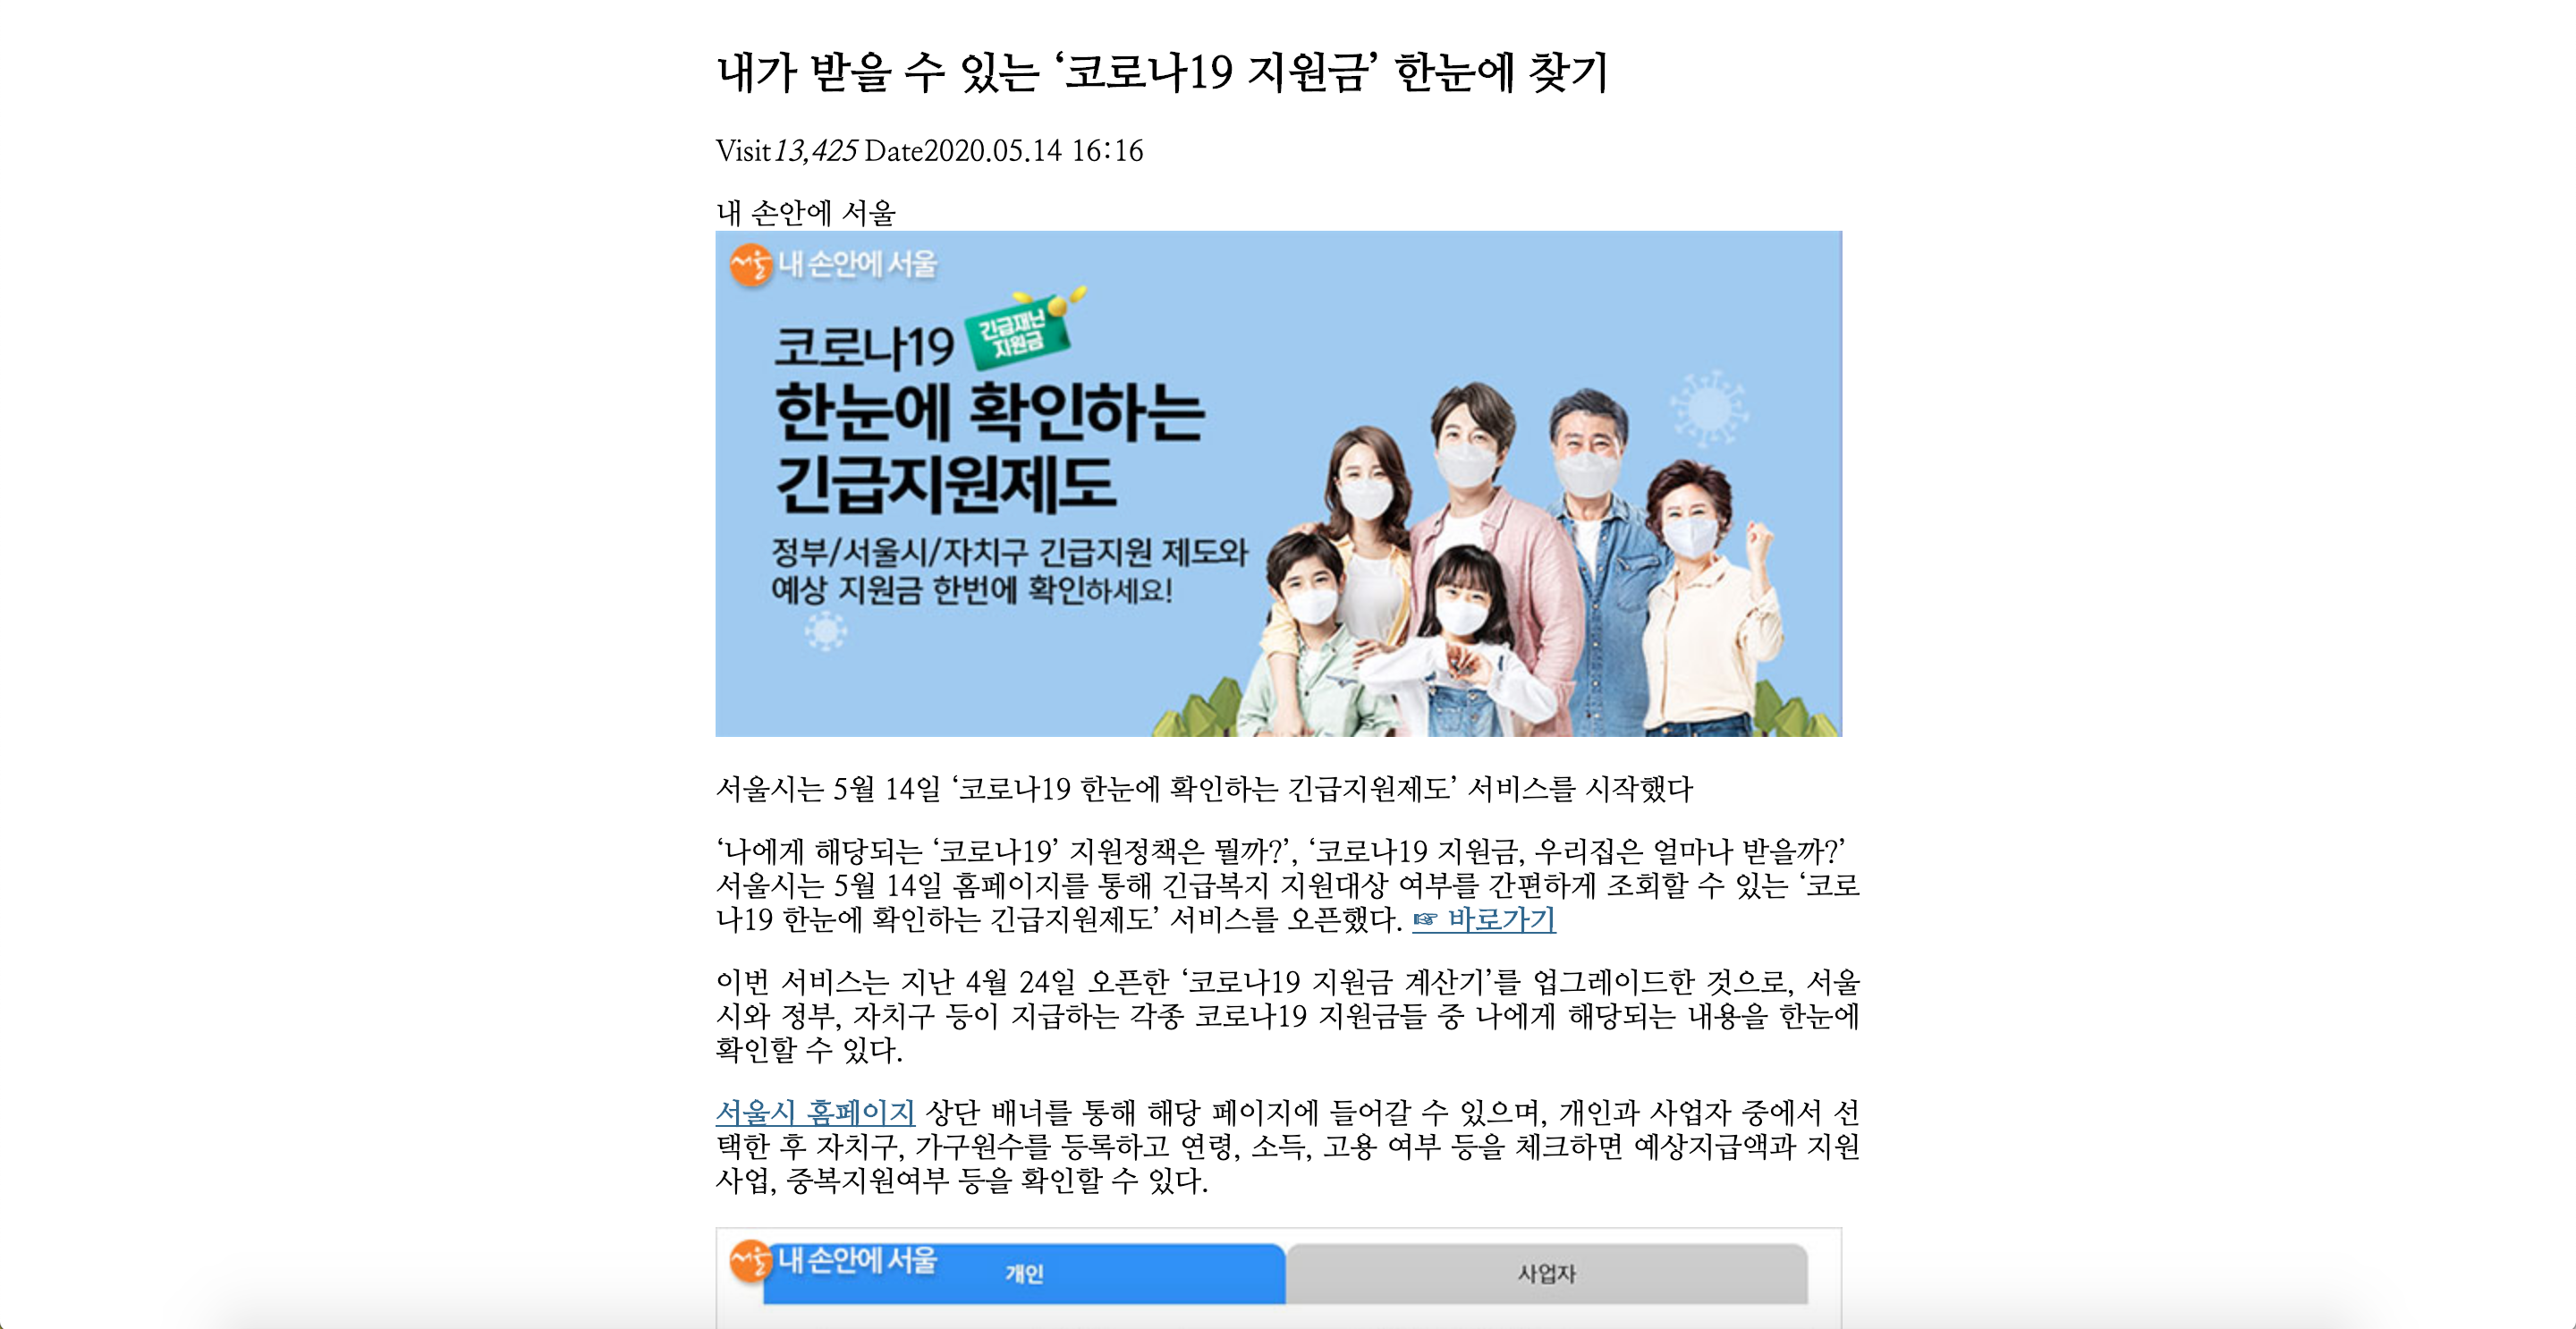 내가 받을 수 있는 ‘코로나19 지원금’ 한눈에 찾기
Visit13,425 Date2020.05.14 16:16
내 손안에 서울
서울 내 손안에 서울
코로나19
긴급재난
지원금
한눈에 확인하는
긴급지원제도
정부/서울시/자치구 긴급지원 제도와
예상 지원금 한번에 확인하세요!
서울시는 5월 14일 ‘코로나19 한눈에 확인하는 긴급지원제도’ 서비스를 시작했다
‘나에게 해당되는 ‘코로나19’ 지원정책은 뭘까?’, ‘코로나19 지원금, 우리집은 얼마나 받을까?’
서울시는 5월 14일 홈페이지를 통해 긴급복지 지원대상 여부를 간편하게 조회할 수 있는 ‘코로
나19 한눈에 확인하는 긴급지원제도’ 서비스를 오픈했다. ☞ 바로가기
이번 서비스는 지난 4월 24일 오픈한 ‘코로나19 지원금 계산기’를 업그레이드한 것으로, 서울
시와 정부, 자치구 등이 지급하는 각종 코로나19 지원금들 중 나에게 해당되는 내용을 한눈에
확인할 수 있다.
서울시 홈페이지 상단 배너를 통해 해당 페이지에 들어갈 수 있으며, 개인과 사업자 중에서 선
택한 후 자치구, 가구원수를 등록하고 연령, 소득, 고용 여부 등을 체크하면 예상지급액과 지원
사업, 중복지원여부 등을 확인할 수 있다.
서울 내 손안에 서울
개인
사업자